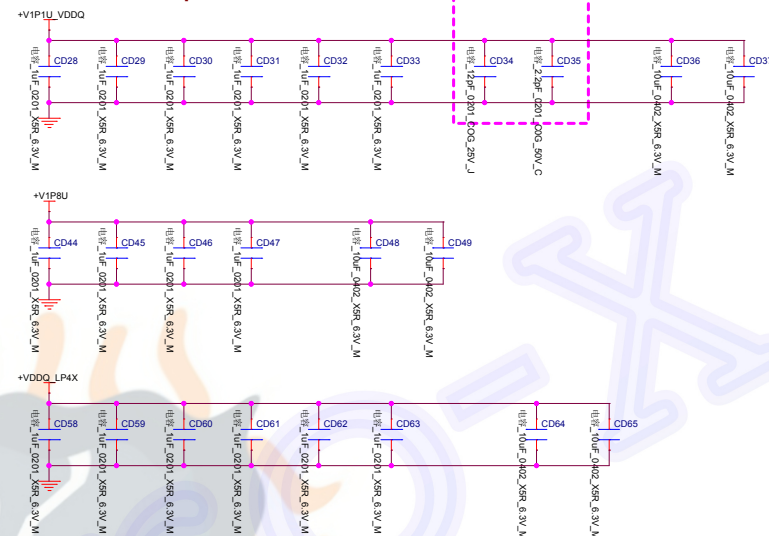 +V1P1U_VDDQ
CD28
CD29
CD30
CD31
CD32
CD33
CD34
CD35
CD36
CD37
电容_1uF_0201_X5R_6.3V_M
电容_1uF_0201_X5R_6.3V_M
电容_1uF_0201_X5R_6.3V_M
电容_1uF_0201_X5R_6.3V_M
电容_1uF_0201_X5R_6.3V_M
电容_1uF_0201_X5R_6.3V_M
电容_12pF_0201_COG_25V_J
电容_2.2pF_0201_C0G_50V_C
电容_10uF_0402_X5R_6.3V_M
电容_10uF_0402_X5R_6.3V_M
+V1P8U
CD44
CD45
CD46
CD47
CD48
CD49
电容_1uF_0201_X5R_6.3V_M
电容_1uF_0201_X5R_6.3V_M
电容_1uF_0201_X5R_6.3V_M
电容_1uF_0201_X5R_6.3V_M
电容_10uF_0402_X5R_6.3V_M
电容_10uF_0402_X5R_6.3V_M
+VDDQ_LP4X
CD58
CD59
CD60
CD61
CD62
CD63
CD64
CD65
电容_1uF_0201_X5R_6.3V_M
电容_1uF_0201_X5R_6.3V_M
电容_1uF_0201_X5R_6.3V_M
电容_1uF_0201_X5R_6.3V_M
电容_1uF_0201_X5R_6.3V_M
电容_1uF_0201_X5R_6.3V_M
电容_10uF_0402_X5R_6.3V_M
电容_10uF_0402_X5R_6.3V_M